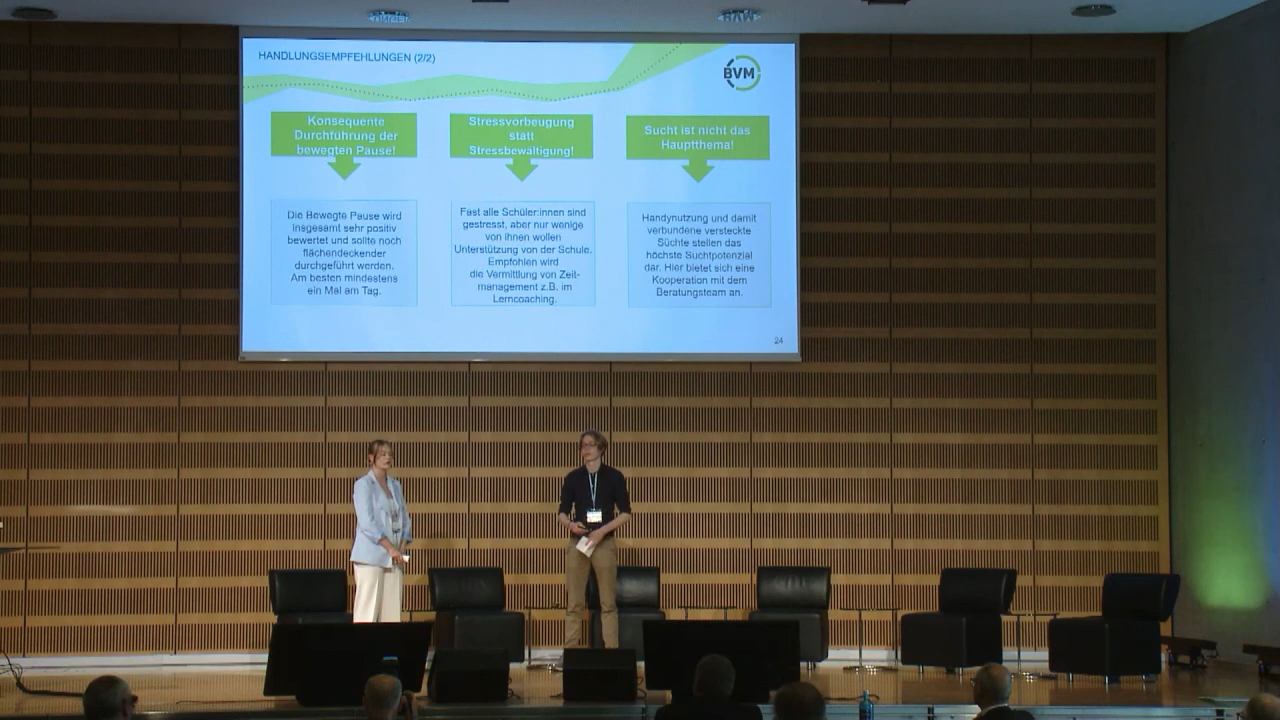 HANDLUNGSEMPFEHLUNGEN (2/2)
BVM
Konsequente
Durchführung der
bewegten Pause!
Die Bewegte Pause wird
insgesamt sehr positiv
bewertet und sollte noch
flächendeckender
durchgeführt werden.
Am besten mindestens
ein Mal am Tag.
Stressvorbeugung
statt
Stressbewältigung!
Fast alle Schüler:innen sind
gestresst, aber nur wenige
von ihnen wollen
Unterstützung von der Schule.
Empfohlen wird
die Vermittlung von Zeit-
management z.B. im
Lerncoaching.
Sucht ist nicht das
Hauptthema!
Handynutzung und damit
verbundene versteckte
Süchte stellen das
höchste Suchtpotenzial
dar. Hier bietet sich eine
Kooperation mit dem
Beratungsteam an.
24